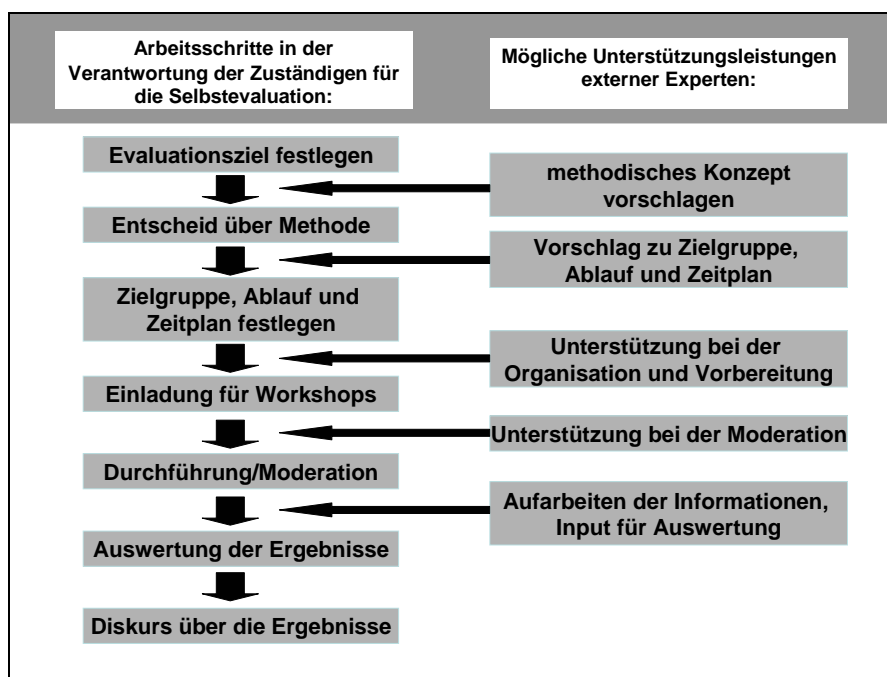 Arbeitsschritte in der
Verantwortung der Zuständigen für
die Selbstevaluation:
Mögliche Unterstützungsleistungen
externer Experten:
Evaluationsziel festlegen
methodisches Konzept
vorschlagen
Entscheid über Methode
Vorschlag zu Zielgruppe,
Ablauf und Zeitplan
Zielgruppe, Ablauf und
Zeitplan festlegen
Unterstützung bei der
Organisation und Vorbereitung
Einladung für Workshops
Unterstützung bei der Moderation
Durchführung/Moderation
Aufarbeiten der Informationen,
Input für Auswertung
Auswertung der Ergebnisse
Diskurs über die Ergebnisse